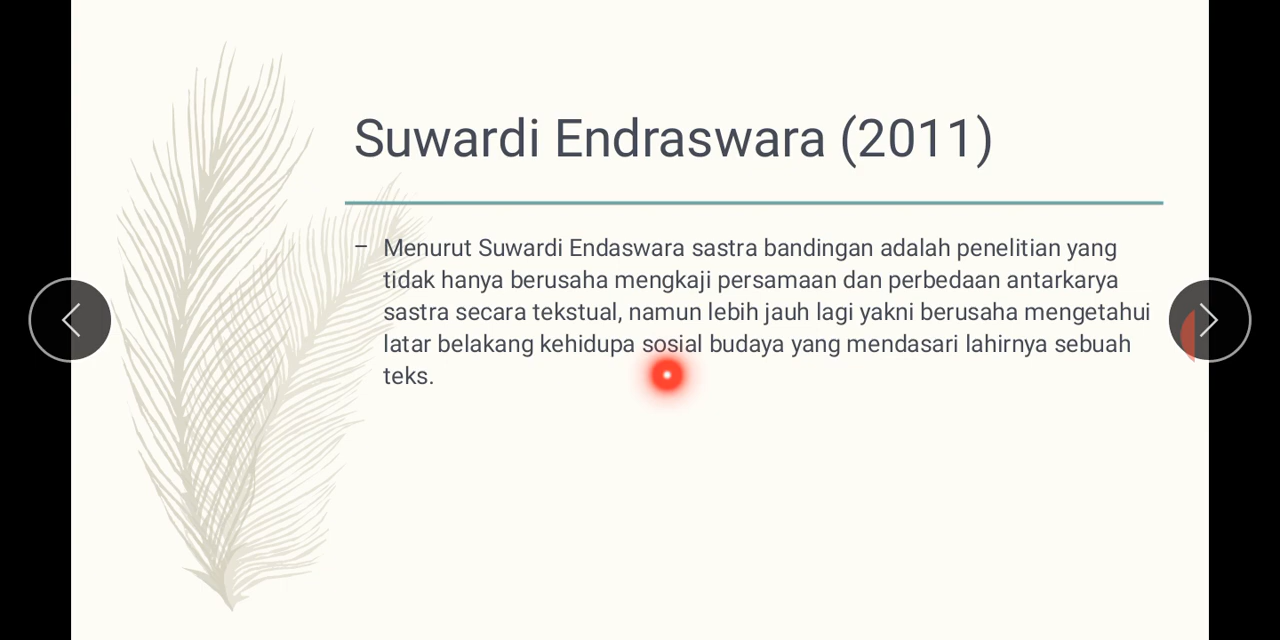 Suwardi Endraswara (2011)
– Menurut Suwardi Endaswara sastra bandingan adalah penelitian yang
tidak hanya berusaha mengkaji persamaan dan perbedaan antarkarya
sastra secara tekstual, namun lebih jauh lagi yakni berusaha mengetahui
latar belakang kehidupa sosial budaya yang mendasari lahirnya sebuah
teks.